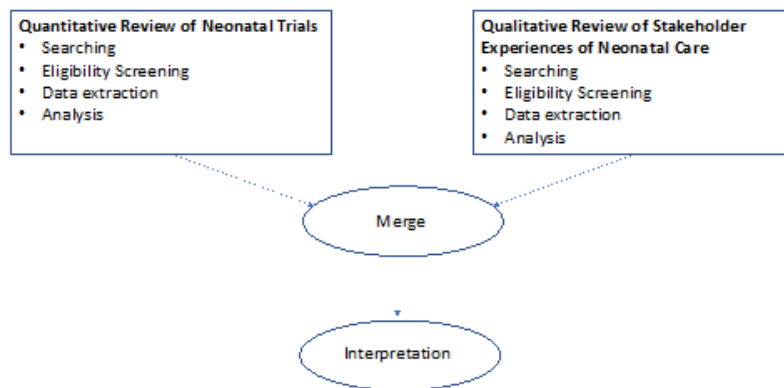 Quantitative Review of Neonatal Trials
• Searching
• Eligibility Screening
• Data extraction
• Analysis
Qualitative Review of Stakeholder
Experiences of Neonatal Care
• Searching
• Eligibility Screening
• Data extraction
• Analysis
Merge
Interpretation